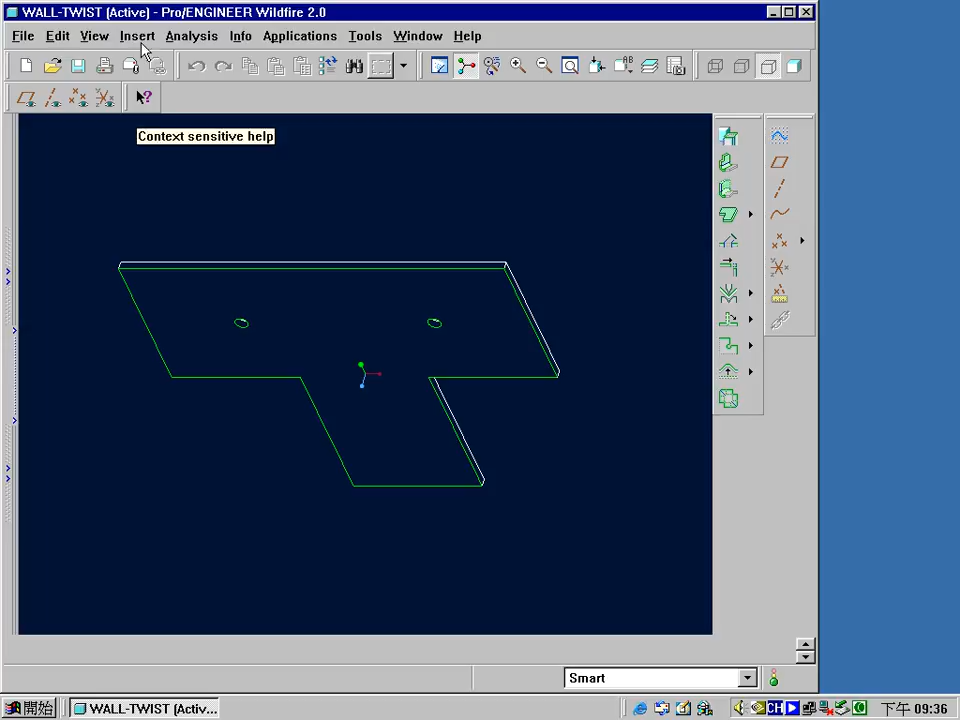 WALL-TWIST (Active) - Pro/ENGINEER Wildfire 2.0
File Edit View Insert Analysis Info Applications Tools Window Help
Context sensitive help
Smart
開始
WALL-TWIST (Activ...
CH
下午 09:36